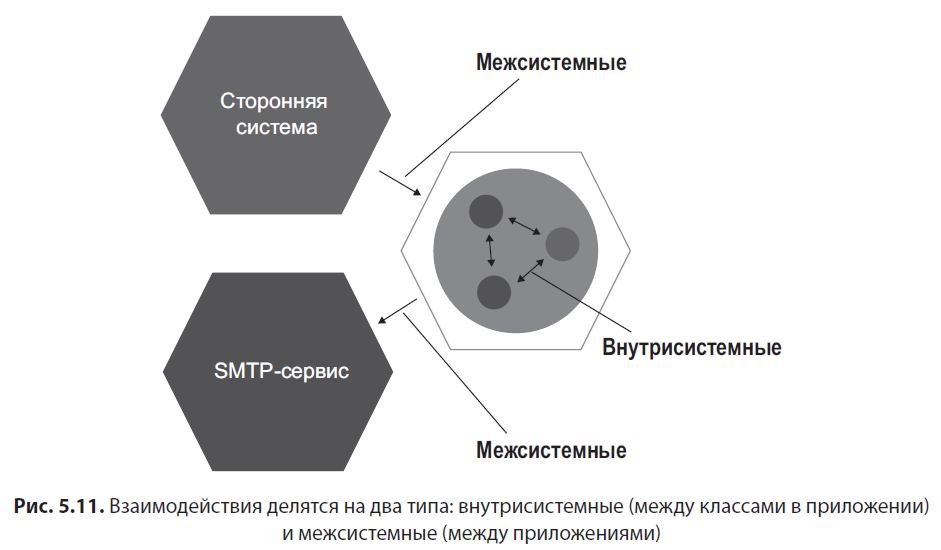 Сторонняя
система
Межсистемные
Внутрисистемные
SMTP-сервис
Межсистемные
Рис. 5.11. Взаимодействия делятся на два типа: внутрисистемные (между классами в приложении)
и межсистемные (между приложениями)